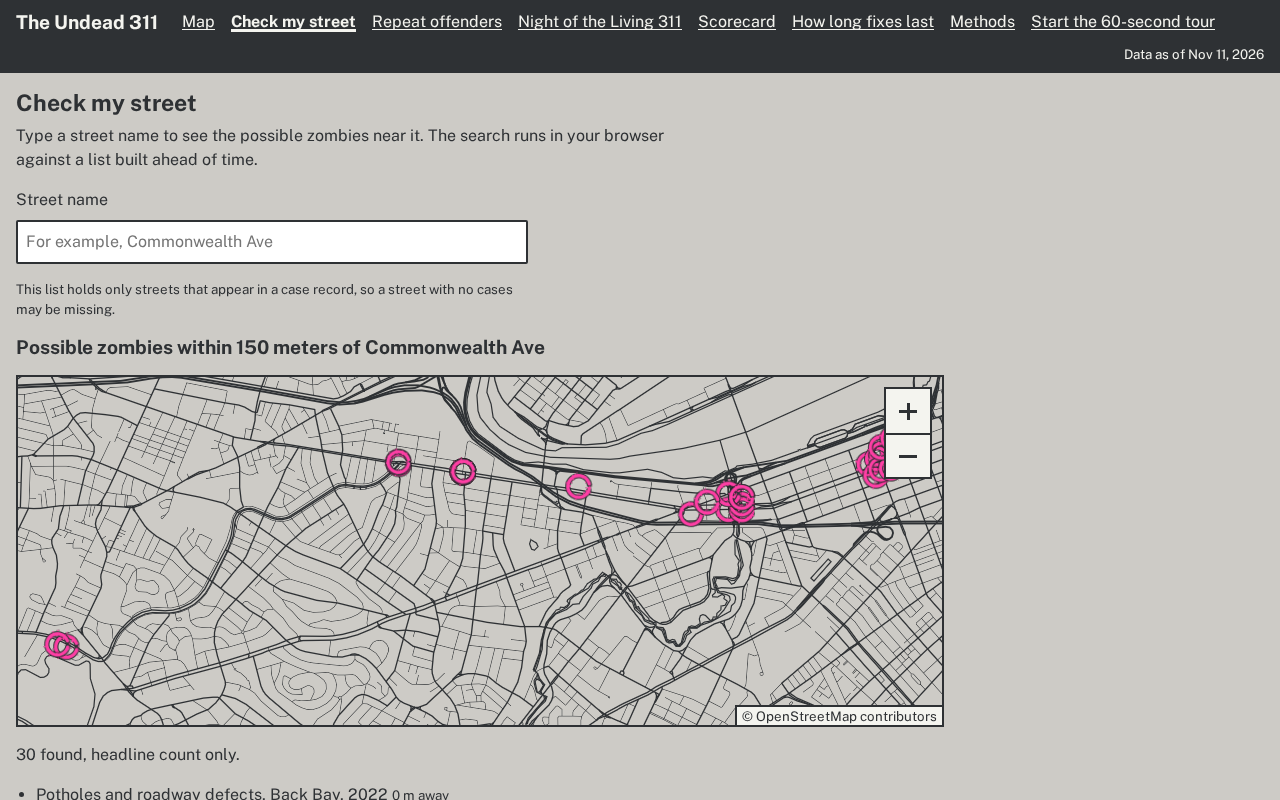 The Undead 311
Map
Check my street
Repeat offenders
Night of the Living 311
Scorecard
How long fixes last
Methods
Start the 60-second tour
Data as of Nov 11, 2026
Check my street
Type a street name to see the possible zombies near it. The search runs in your browser
against a list built ahead of time.
Street name
For example, Commonwealth Ave
This list holds only streets that appear in a case record, so a street with no cases
may be missing.
Possible zombies within 150 meters of Commonwealth Ave
+
−
© OpenStreetMap contributors
30 found, headline count only.
• Potholes and roadway defects, Back Bay, 2022 0 m away